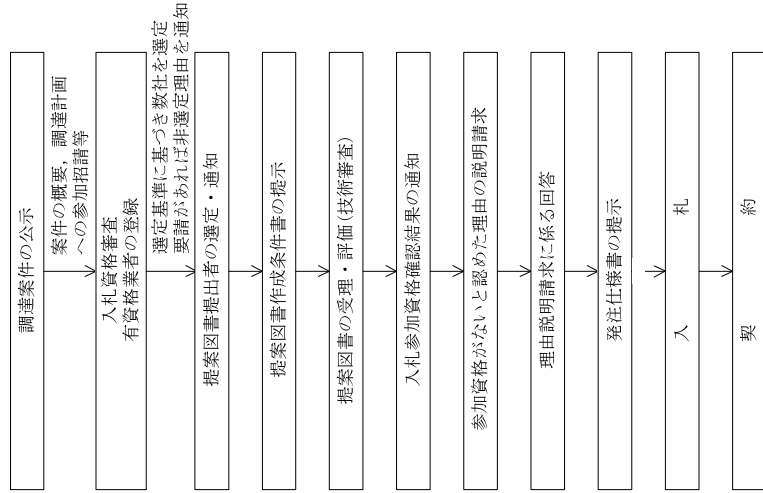 調達案件の公示
案件の概要，調達計画
への参加招請等
入札資格審査
有資格業者の登録
選定基準に基づき数社を選定
要請があれば非選定理由を通知
提案図書提出者の選定・通知
提案図書作成条件書の提示
提案図書の受理・評価(技術審査)
入札参加資格確認結果の通知
参加資格がないと認めた理由の説明請求
理由説明請求に係る回答
発注仕様書の提示
入　　札
契　　約